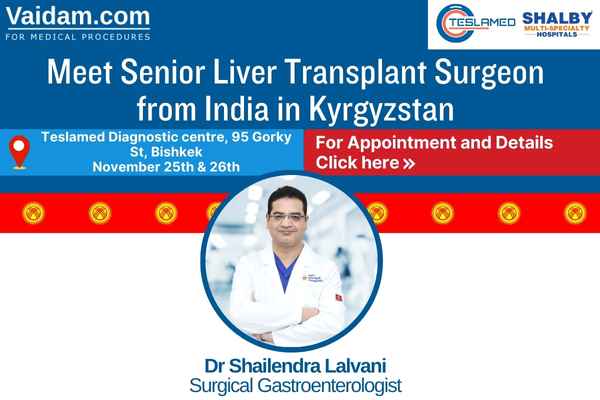 Vaidam.com
FOR MEDICAL PROCEDURES
TESLAMED
SHALBY
MULTI-SPECIALTY
HOSPITALS
Meet Senior Liver Transplant Surgeon
from India in Kyrgyzstan
Teslamed Diagnostic centre, 95 Gorky
St, Bishkek
November 25th & 26th
For Appointment and Details
Click here »
Dr Shailendra Lalvani
Surgical Gastroenterologist